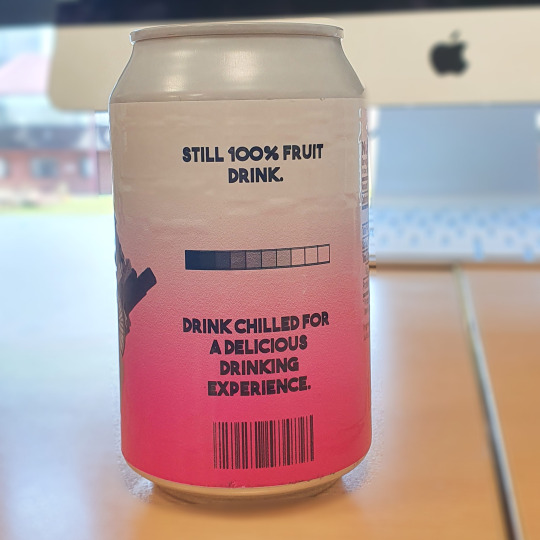 STILL 100% FRUIT
DRINK.
DRINK CHILLED FOR
A DELICIOUS
DRINKING
EXPERIENCE.